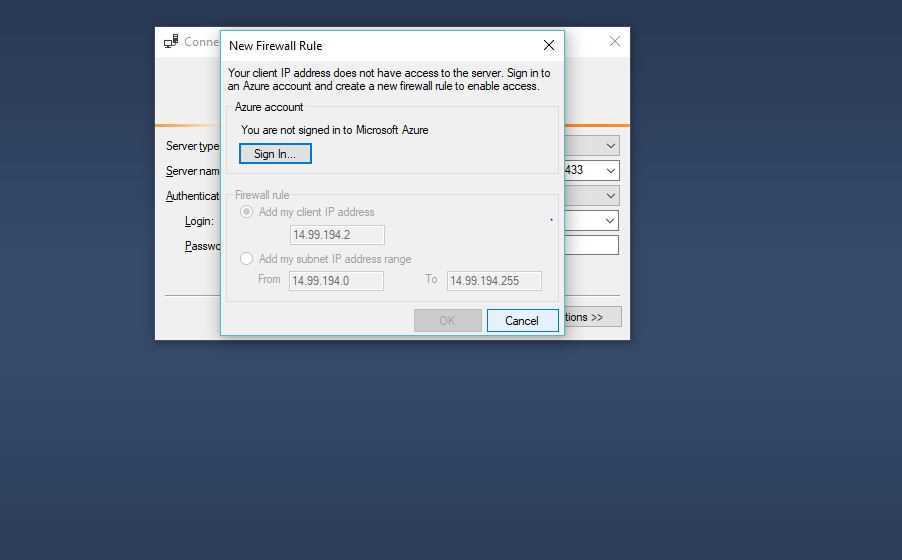 Conne
New Firewall Rule
Your client IP address does not have access to the server. Sign in to
an Azure account and create a new firewall rule to enable access.
Azure account
You are not signed in to Microsoft Azure
Sign In...
Server type
Server nam
433
Authenticat
Login:
Passwo
Firewall rule
Add my client IP address
14.99.194.2
Add my subnet IP address range
From 14.99.194.0 To 14.99.194.255
OK Cancel
tions >>